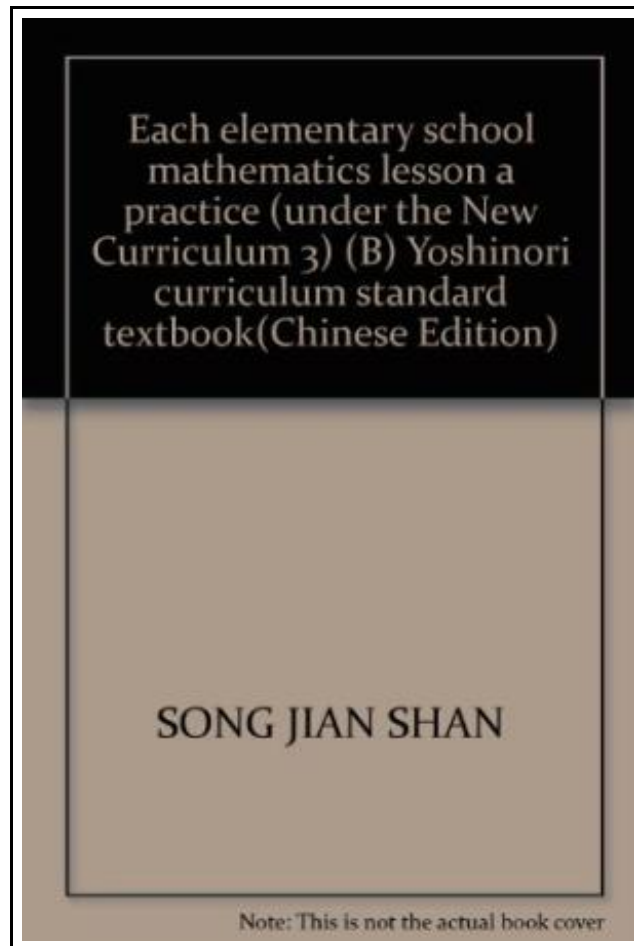 Each elementary school
mathematics lesson a
practice (under the New
Curriculum 3) (B) Yoshinori
curriculum standard
textbook(Chinese Edition)
SONG JIAN SHAN
Note: This is not the actual book cover